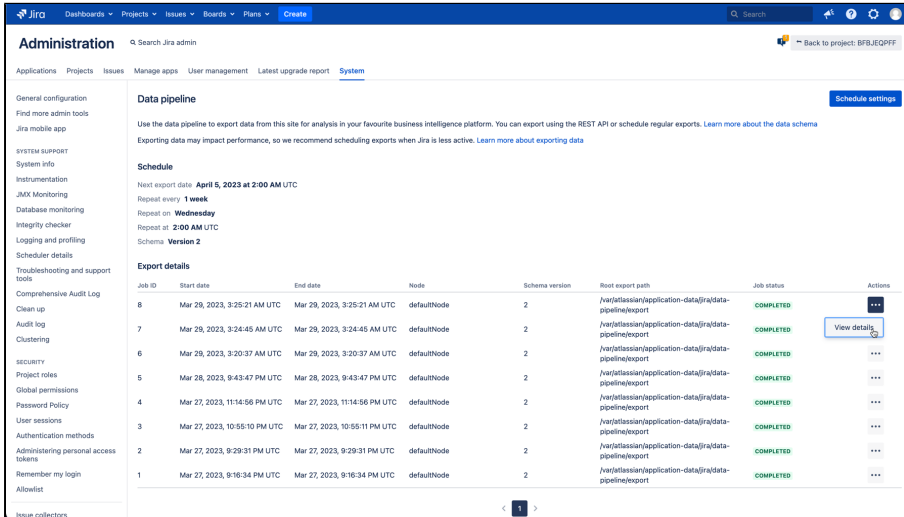 Jira Dashboards Projects Issues Boards Plans Create Search
Administration Search Jira admin Back to project: BFBJEQPFF
Applications Projects Issues Manage apps User management Latest upgrade report System
General configuration
Find more admin tools
Jira mobile app
SYSTEM SUPPORT
System info
Instrumentation
JMX Monitoring
Database monitoring
Integrity checker
Logging and profiling
Scheduler details
Troubleshooting and support
tools
Comprehensive Audit Log
Clean up
Audit log
Clustering
SECURITY
Project roles
Global permissions
Password Policy
User sessions
Authentication methods
Administering personal access
tokens
Remember my login
Allowlist
Issue collectors
Data pipeline Schedule settings
Use the data pipeline to export data from this site for analysis in your favourite business intelligence platform. You can export using the REST API or schedule regular exports. Learn more about the data schema
Exporting data may impact performance, so we recommend scheduling exports when Jira is less active. Learn more about exporting data
Schedule
Next export date April 5, 2023 at 2:00 AM UTC
Repeat every 1 week
Repeat on Wednesday
Repeat at 2:00 AM UTC
Schema Version 2
Export details
Job ID Start date End date Node Schema version Root export path Job status Actions
8 Mar 29, 2023, 3:25:21 AM UTC Mar 29, 2023, 3:25:21 AM UTC defaultNode 2 /var/atlassian/application-data/jira/data-
pipeline/export COMPLETED
7 Mar 29, 2023, 3:24:45 AM UTC Mar 29, 2023, 3:24:45 AM UTC defaultNode 2 /var/atlassian/application-data/jira/data-
pipeline/export COMPLETED View details
6 Mar 29, 2023, 3:20:37 AM UTC Mar 29, 2023, 3:20:37 AM UTC defaultNode 2 /var/atlassian/application-data/jira/data-
pipeline/export COMPLETED
5 Mar 28, 2023, 9:43:47 PM UTC Mar 28, 2023, 9:43:47 PM UTC defaultNode 2 /var/atlassian/application-data/jira/data-
pipeline/export COMPLETED
4 Mar 27, 2023, 11:14:56 PM UTC Mar 27, 2023, 11:14:56 PM UTC defaultNode 2 /var/atlassian/application-data/jira/data-
pipeline/export COMPLETED
3 Mar 27, 2023, 10:55:10 PM UTC Mar 27, 2023, 10:55:11 PM UTC defaultNode 2 /var/atlassian/application-data/jira/data-
pipeline/export COMPLETED
2 Mar 27, 2023, 9:29:31 PM UTC Mar 27, 2023, 9:29:31 PM UTC defaultNode 2 /var/atlassian/application-data/jira/data-
pipeline/export COMPLETED
1 Mar 27, 2023, 9:16:34 PM UTC Mar 27, 2023, 9:16:34 PM UTC defaultNode 2 /var/atlassian/application-data/jira/data-
pipeline/export COMPLETED
1